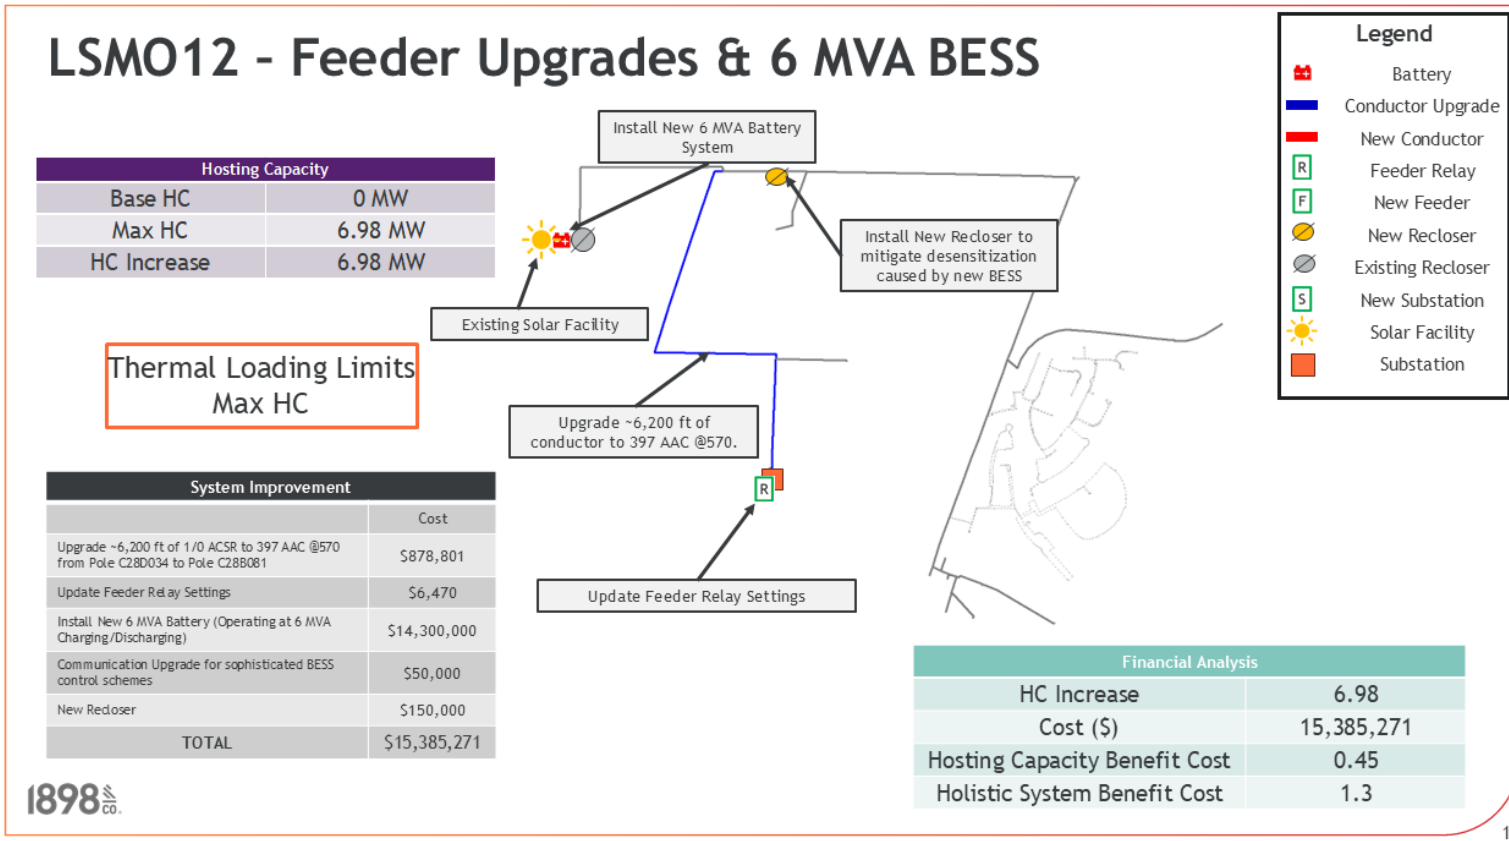 LSMO12 - Feeder Upgrades & 6 MVA BESS
Legend
Battery
Conductor Upgrade
New Conductor
R Feeder Relay
F New Feeder
New Recloser
Existing Recloser
S New Substation
Solar Facility
Substation
Hosting Capacity
Base HC 0 MW
Max HC 6.98 MW
HC Increase 6.98 MW
Install New 6 MVA Battery
System
Install New Recloser to
mitigate desensitization
caused by new BESS
Existing Solar Facility
Thermal Loading Limits
Max HC
Upgrade ~6,200 ft of
conductor to 397 AAC @570.
R
Update Feeder Relay Settings
System Improvement
Cost
Upgrade ~6,200 ft of 1/0 ACSR to 397 AAC @570
from Pole C28D034 to Pole C28B081
$878,801
Update Feeder Relay Settings $6,470
Install New 6 MVA Battery (Operating at 6 MVA
Charging/Discharging)
$14,300,000
Communication Upgrade for sophisticated BESS
control schemes
$50,000
New Recloser $150,000
TOTAL $15,385,271
Financial Analysis
HC Increase 6.98
Cost ($) 15,385,271
Hosting Capacity Benefit Cost 0.45
Holistic System Benefit Cost 1.3
1898 & CO.
1